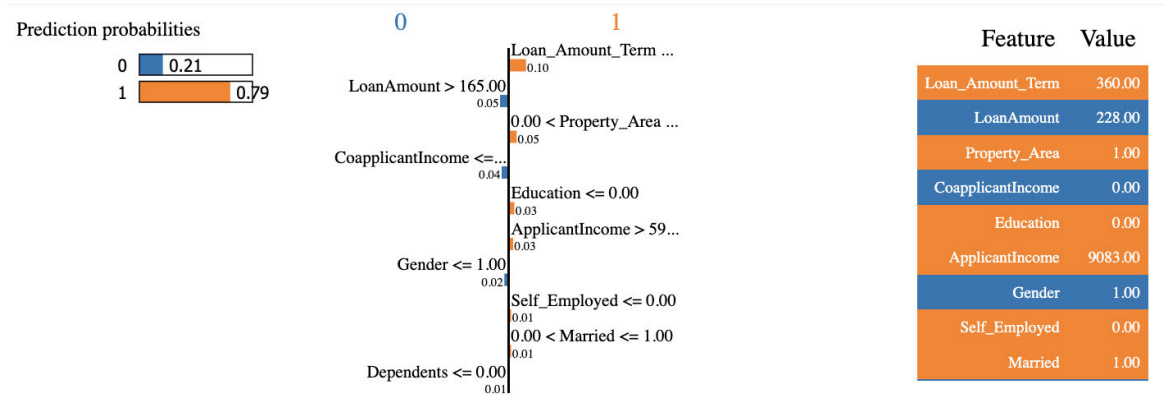 Prediction probabilities
0 0.21
1 0.79
0 1
Loan_Amount_Term ...
0.10
LoanAmount > 165.00
0.05
0.00 < Property_Area ...
0.05
CoapplicantIncome <=...
0.04
Education <= 0.00
0.03
ApplicantIncome > 59...
0.03
Gender <= 1.00
0.02
Self_Employed <= 0.00
0.01
0.00 < Married <= 1.00
0.01
Dependents <= 0.00
0.01
Feature Value
Loan_Amount_Term 360.00
LoanAmount 228.00
Property_Area 1.00
CoapplicantIncome 0.00
Education 0.00
ApplicantIncome 9083.00
Gender 1.00
Self_Employed 0.00
Married 1.00